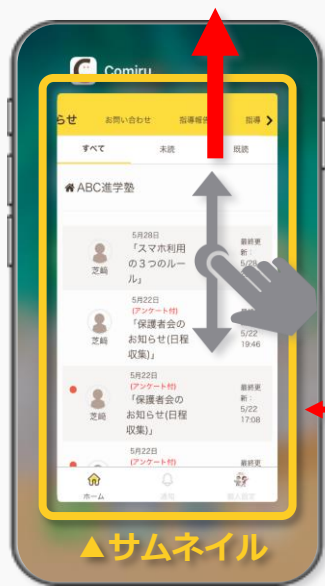 Comiru
らせ お問い合わせ 指導報 指導
すべて 未読 既読
ABC進学塾
5月28日
「スマホ利用の３つのルール」
芝﨑
最終更新：
5/28
5月22日
(アンケート付)
「保護者会のお知らせ(日程収集)」
芝﨑
5/22
19:46
5月22日
(アンケート付)
「保護者会のお知らせ(日程収集)」
芝﨑
最終更新：
5/22
17:08
5月22日
(アンケート付)
最終更
ホーム
通知
個人設定
▲サムネイル